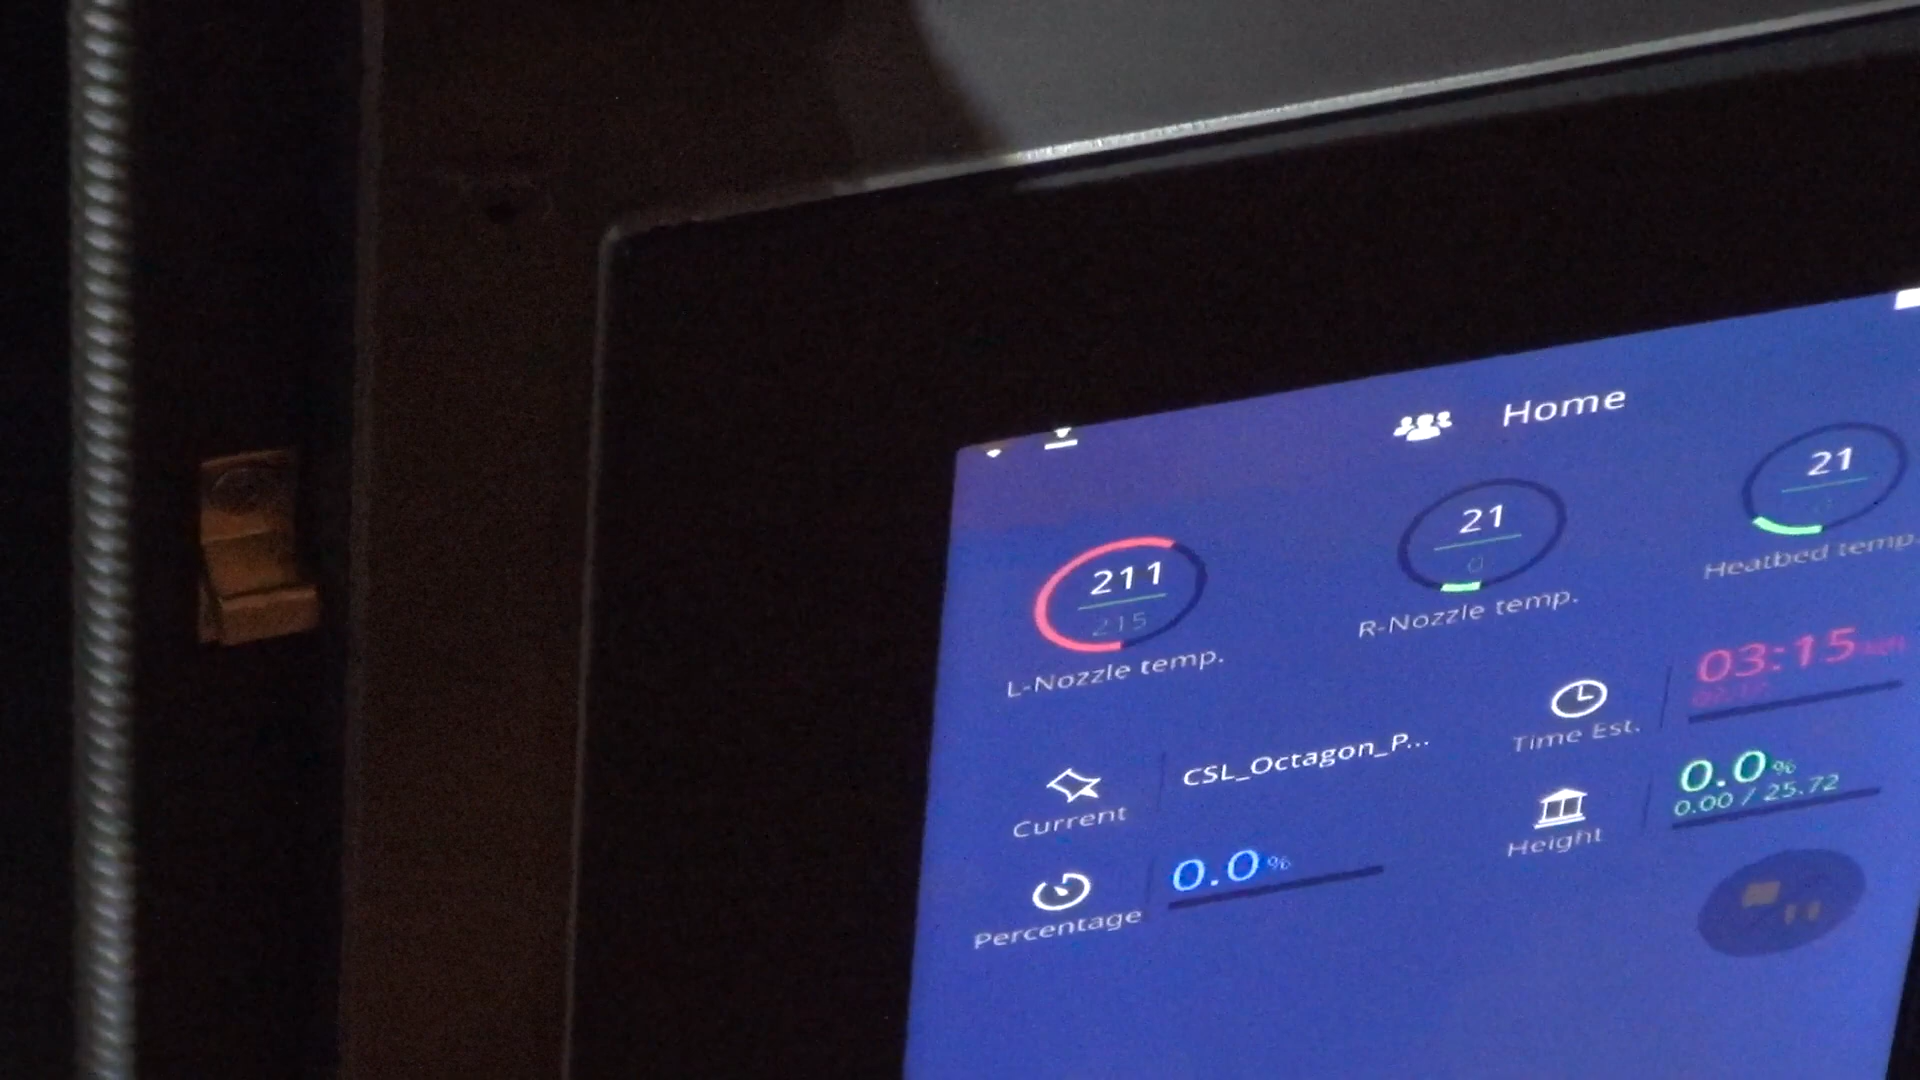 Home
211
215
L-Nozzle temp.
21
0
R-Nozzle temp.
21
Heatbed temp.
Current
CSL_Octagon_P...
Time Est.
03:15
Percentage
0.0%
Height
0.0%
0.00 / 25.72